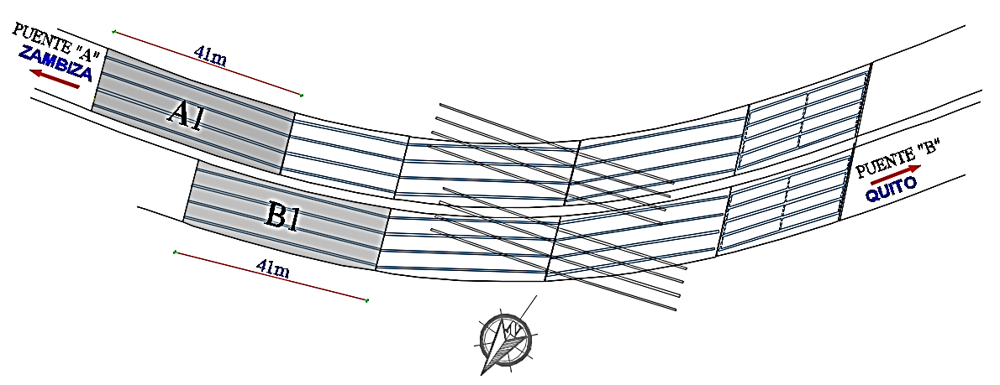 PUENTE "A"
ZAMBIZA
41m
A1
B1
41m
PUENTE "B"
QUITO